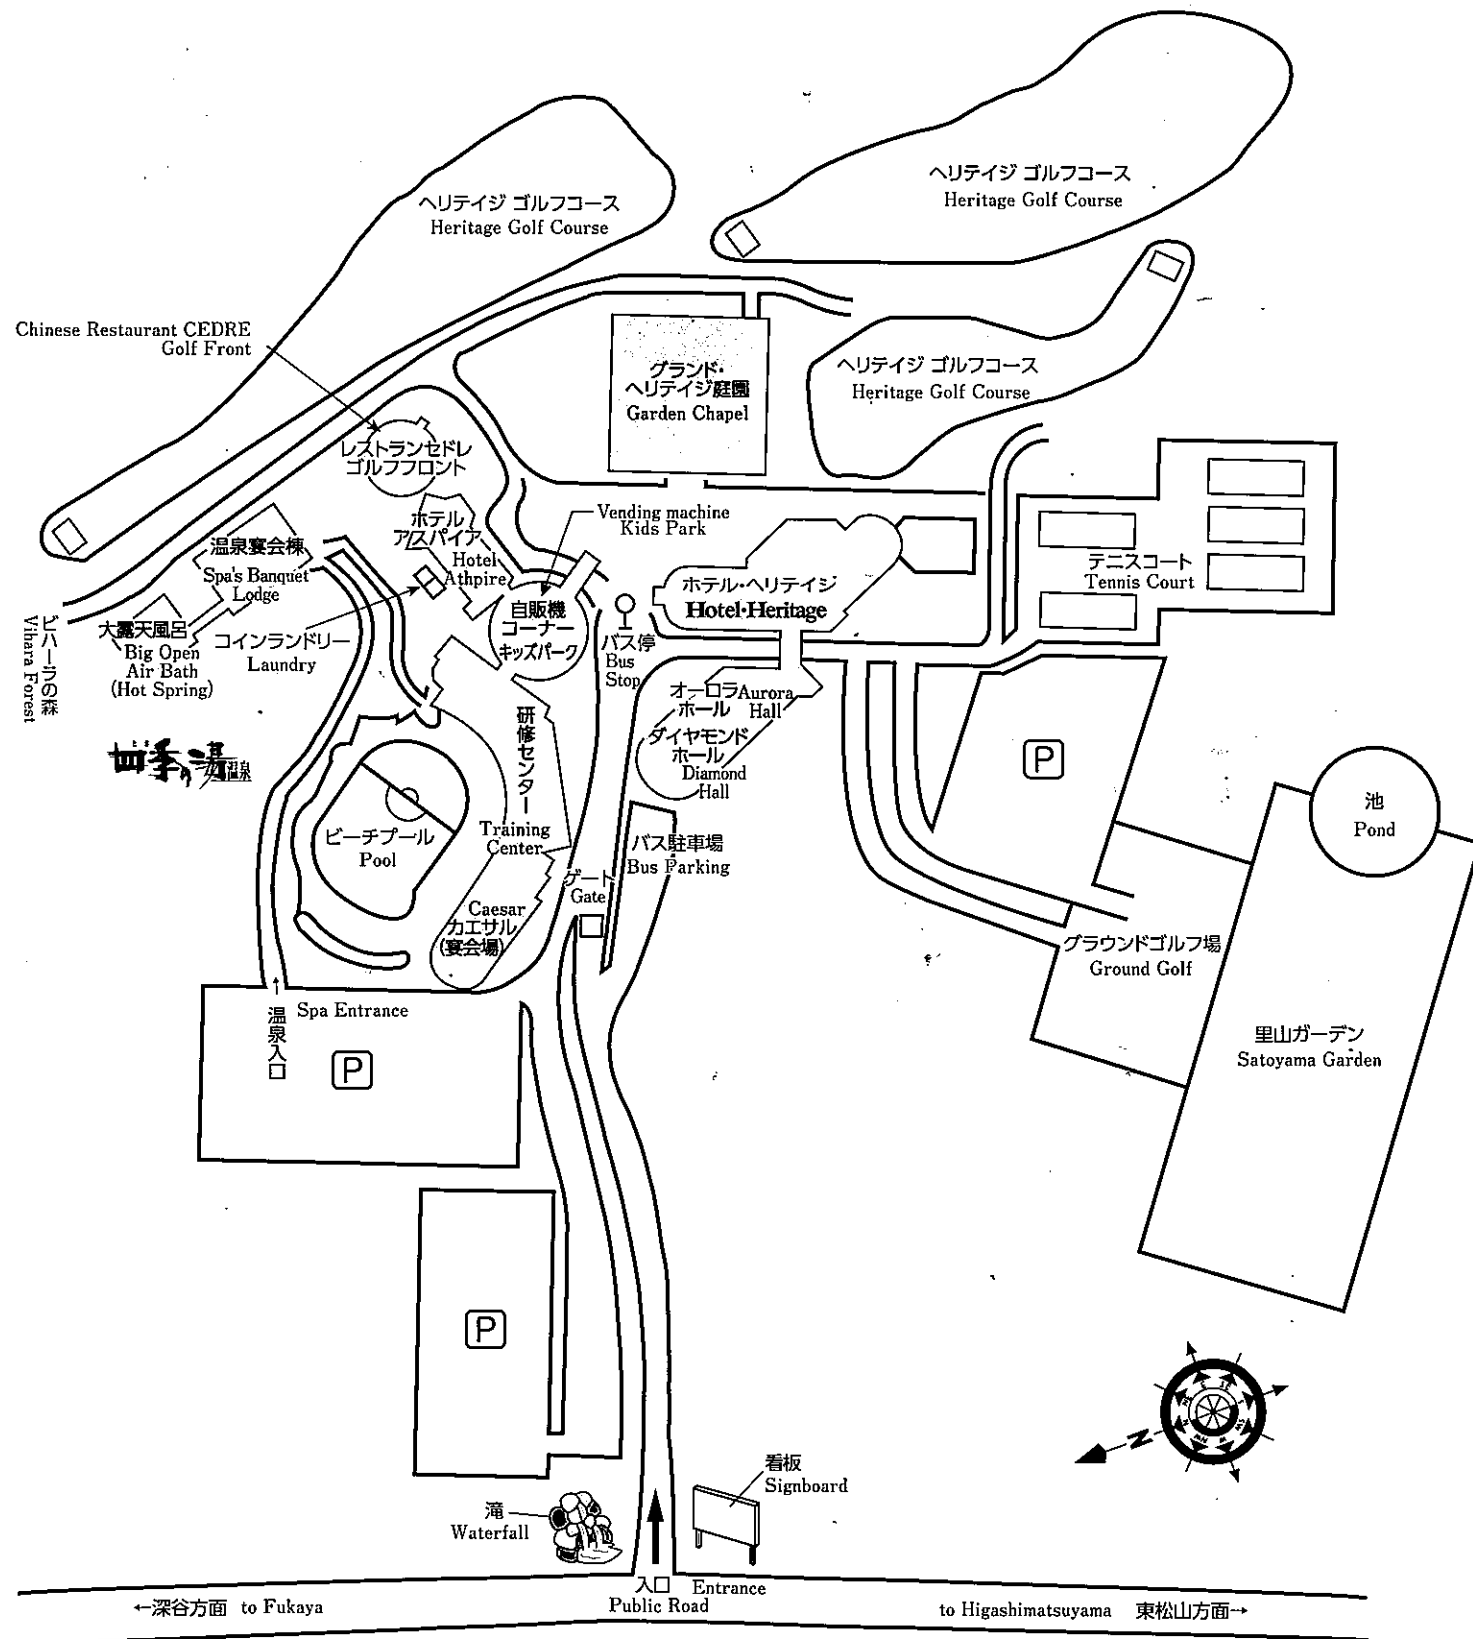 ヘリテイジ ゴルフコース
Heritage Golf Course
ヘリテイジ ゴルフコース
Heritage Golf Course
Chinese Restaurant CEDRE
Golf Front
グランド・
ヘリテイジ庭園
Garden Chapel
ヘリテイジ ゴルフコース
Heritage Golf Course
レストランセドレ
ゴルフフロント
ホテル
アスパイア
Hotel
Athpire
Vending machine
Kids Park
温泉宴会棟
Spa's Banquet
Lodge
ホテル・ヘリテイジ
Hotel・Heritage
テニスコート
Tennis Court
自販機
コーナー
キッズパーク
バス停
Bus
Stop
ビハーラの森
Vihara Forest
大露天風呂
Big Open
Air Bath
(Hot Spring)
コインランドリー
Laundry
オーロラ
ホール
Aurora
Hall
ダイヤモンド
ホール
Diamond
Hall
研修センター
Training
Center
四季の湯温泉
P
池
Pond
ビーチプール
Pool
バス駐車場
Bus Parking
ゲート
Gate
Caesar
カエサル
(宴会場)
グラウンドゴルフ場
Ground Golf
↑
温泉入口
Spa Entrance
P
里山ガーデン
Satoyama Garden
P
N
看板
Signboard
滝
Waterfall
入口 Entrance
Public Road
←深谷方面 to Fukaya
to Higashimatsuyama 東松山方面→